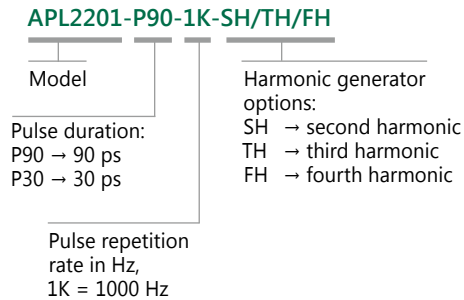 APL2201-P90-1K-SH/TH/FH
Model
Harmonic generator
options:
SH → second harmonic
TH → third harmonic
FH → fourth harmonic
Pulse duration:
P90 → 90 ps
P30 → 30 ps
Pulse repetition
rate in Hz,
1K = 1000 Hz